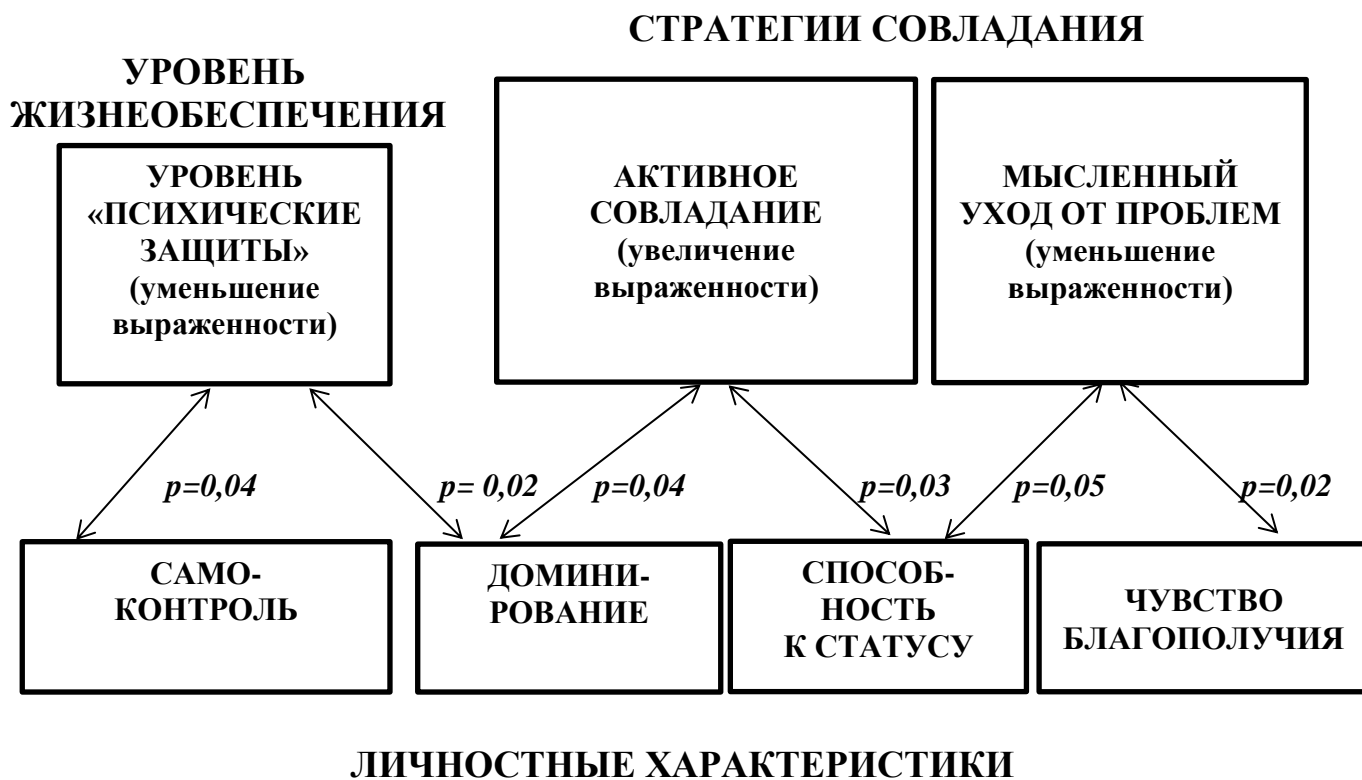 СТРАТЕГИИ СОВЛАДАНИЯ
УРОВЕНЬ
ЖИЗНЕОБЕСПЕЧЕНИЯ
УРОВЕНЬ
«ПСИХИЧЕСКИЕ
ЗАЩИТЫ»
(уменьшение
выраженности)
АКТИВНОЕ
СОВЛАДАНИЕ
(увеличение
выраженности)
МЫСЛЕННЫЙ
УХОД ОТ ПРОБЛЕМ
(уменьшение
выраженности)
p=0,04
p= 0,02
p=0,04
p=0,03
p=0,05
p=0,02
САМО-
КОНТРОЛЬ
ДОМИНИ-
РОВАНИЕ
СПОСОБ-
НОСТЬ
К СТАТУСУ
ЧУВСТВО
БЛАГОПОЛУЧИЯ
ЛИЧНОСТНЫЕ ХАРАКТЕРИСТИКИ